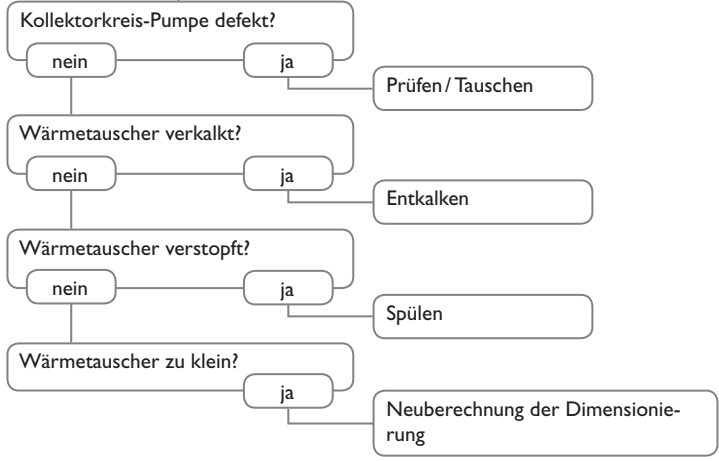 Kollektorkreis-Pumpe defekt?
nein
ja
Prüfen / Tauschen
Wärmetauscher verkalkt?
nein
ja
Entkalken
Wärmetauscher verstopft?
nein
ja
Spülen
Wärmetauscher zu klein?
ja
Neuberechnung der Dimensionie-
rung